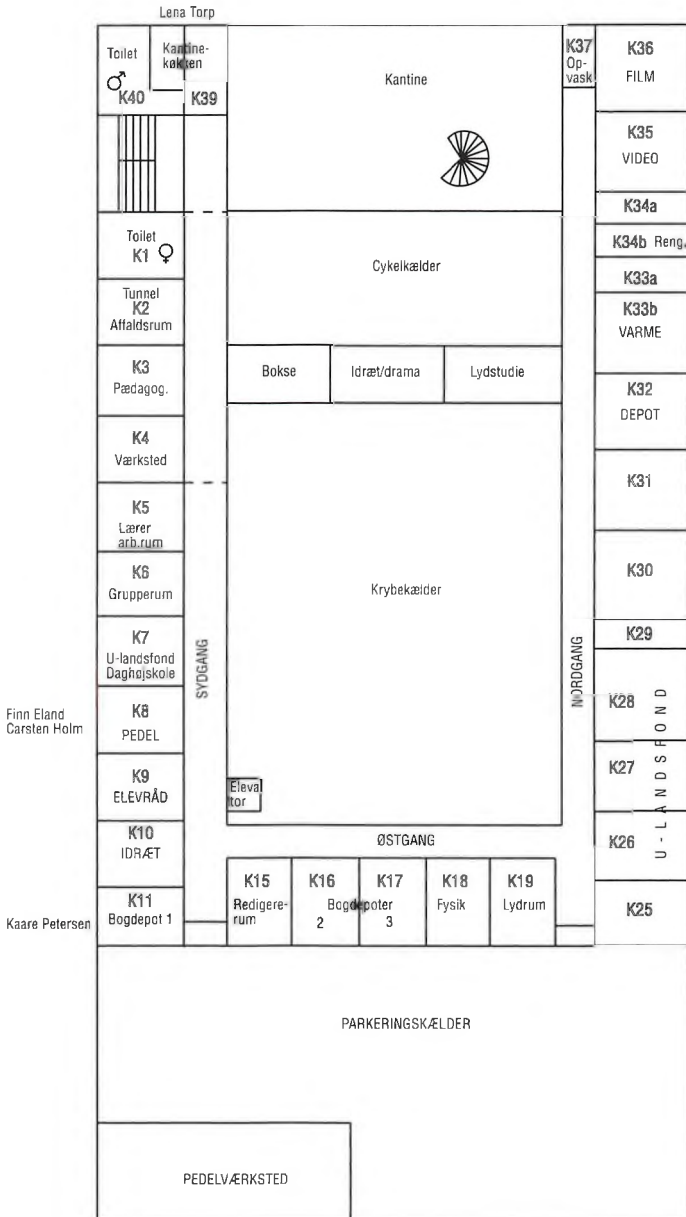 Lena Torp
Toilet
♂
K40
Kantine-
køkken
K39
Kantine
K37
Op-
vask
K36
FILM
K35
VIDEO
K34a
K34b Reng.
K33a
K33b
VARME
K32
DEPOT
K31
K30
K29
K28
K27
K26
U-LANDSFOND
K25
Toilet
K1 ♀
Tunnel
K2
Affaldsrum
K3
Pædagog.
K4
Værksted
K5
Lærer
arb.rum
K6
Grupperum
K7
U-landsfond
Daghøjskole
Finn Eland
Carsten Holm
K8
PEDEL
K9
ELEVRÅD
K10
IDRÆT
Kaare Petersen
K11
Bogdepot 1
SYDGANG
Cykelkælder
Bokse
Idræt/drama
Lydstudie
Krybekælder
NORDGANG
Eleva
tor
ØSTGANG
K15
Redigere-
rum
K16
K17
Bogdepoter
2
3
K18
Fysik
K19
Lydrum
PARKERINGSKÆLDER
PEDELVÆRKSTED